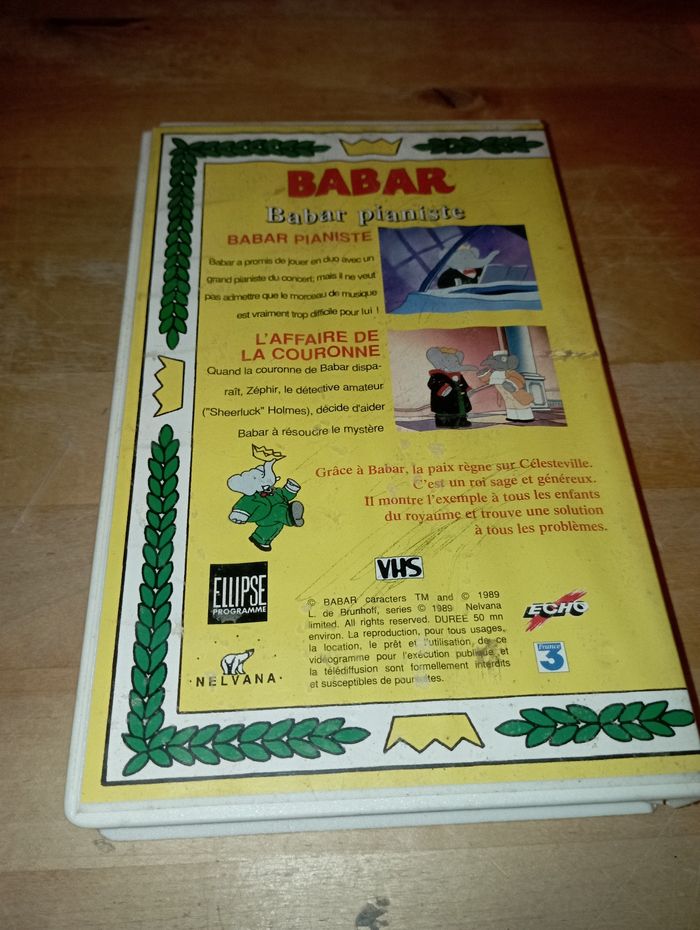 BABAR
Babar pianiste
BABAR PIANISTE
Babar a promis de jouer en duo avec un
grand pianiste du concert; mais il ne veut
pas admettre que le morceau de musique
est vraiment trop difficile pour lui !
L'AFFAIRE DE
LA COURONNE
Quand la couronne de Babar dispa-
raît, Zéphir, le détective amateur
("Sheerluck" Holmes), décide d'aider
Babar à résoudre le mystère
Grâce à Babar, la paix règne sur Célesteville.
C'est un roi sage et généreux.
Il montre l'exemple à tous les enfants
du royaume et trouve une solution
à tous les problèmes.
VHS
ELLIPSE
PROGRAMME
NELVANA
© BABAR caracters TM and © 1989
L. de Brunhoff, series © 1989 Nelvana
limited. All rights reserved. DUREE 50 mn
environ. La reproduction, pour tous usages,
la location, le prêt et l'utilisation de ce
vidéogramme pour l'exécution publique et
la télédiffusion sont formellement interdits
et susceptibles de poursuites.
ECHO
France
3